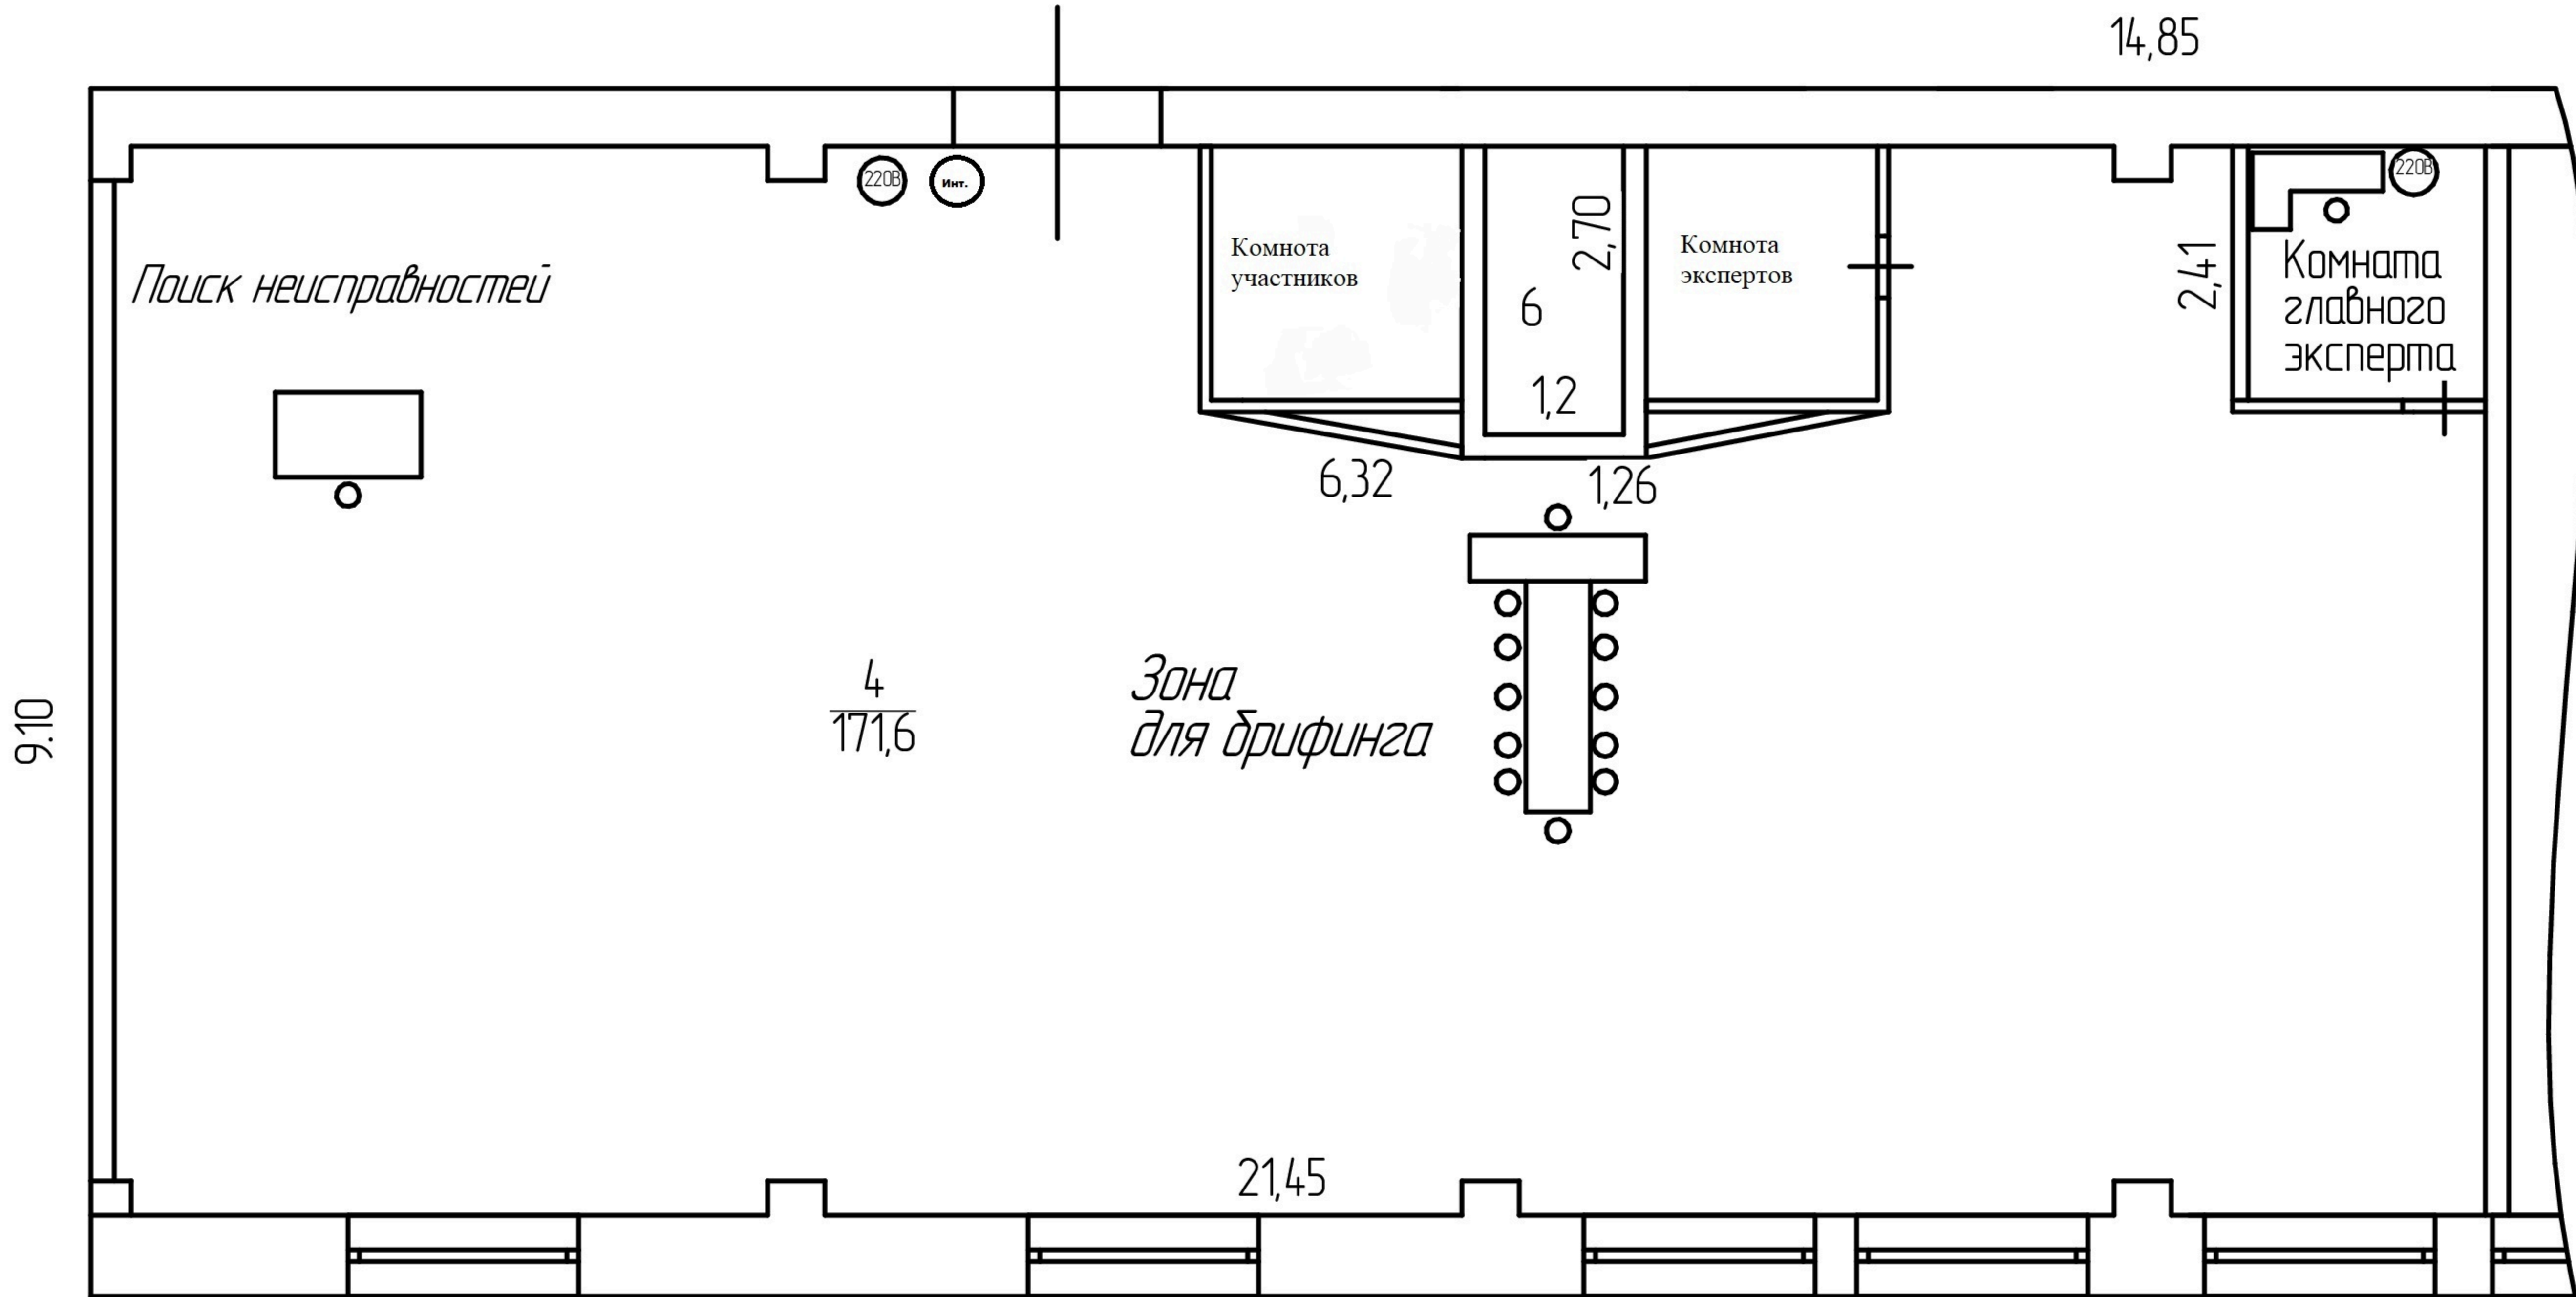 14,85
220В
Инт.
220В
Поиск неисправностей
Комнота
участников
2,70
6
1,2
Комнота
экспертов
2,41
Комната
главного
эксперта
6,32
1,26
4
171,6
Зона
для брифинга
9.10
21,45